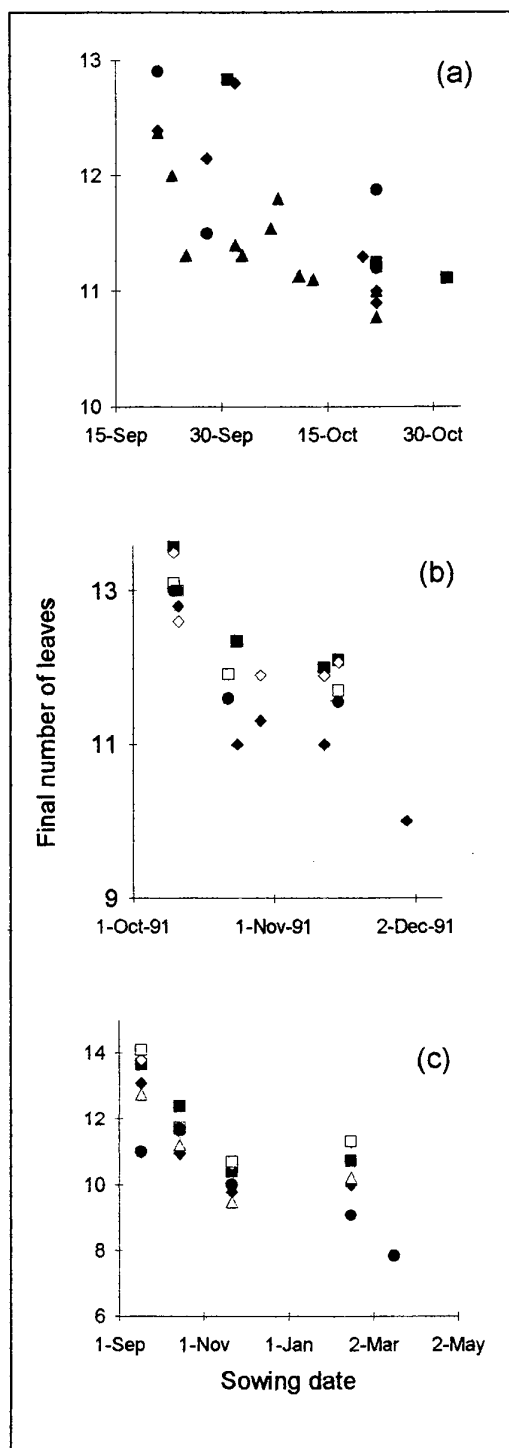 (a)
13
12
11
10
15-Sep 30-Sep 15-Oct 30-Oct
(b)
13
11
9
1-Oct-91 1-Nov-91 2-Dec-91
Final number of leaves
(c)
14
12
10
8
6
1-Sep 1-Nov 1-Jan 2-Mar 2-May
Sowing date